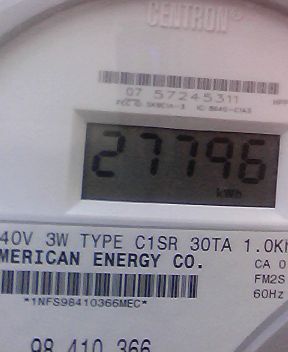 CENTRON®
07 57245311
27796
kWh
40V 3W TYPE C1SR 30TA 1.0Kh
MERICAN ENERGY CO.
CA 0
FM2S
60Hz
*1NFS98410366MEC*
98 410 366